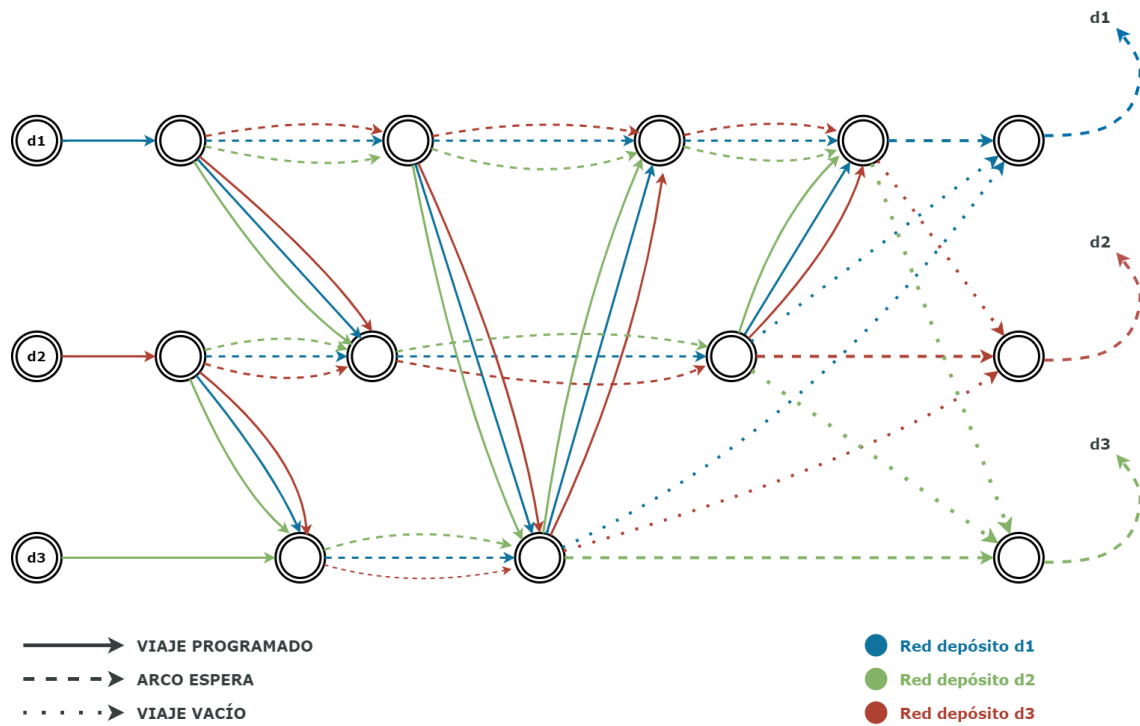 d1
d1
d2
d2
d3
d3
VIAJE PROGRAMADO
Red depósito d1
ARCO ESPERA
Red depósito d2
VIAJE VACÍO
Red depósito d3